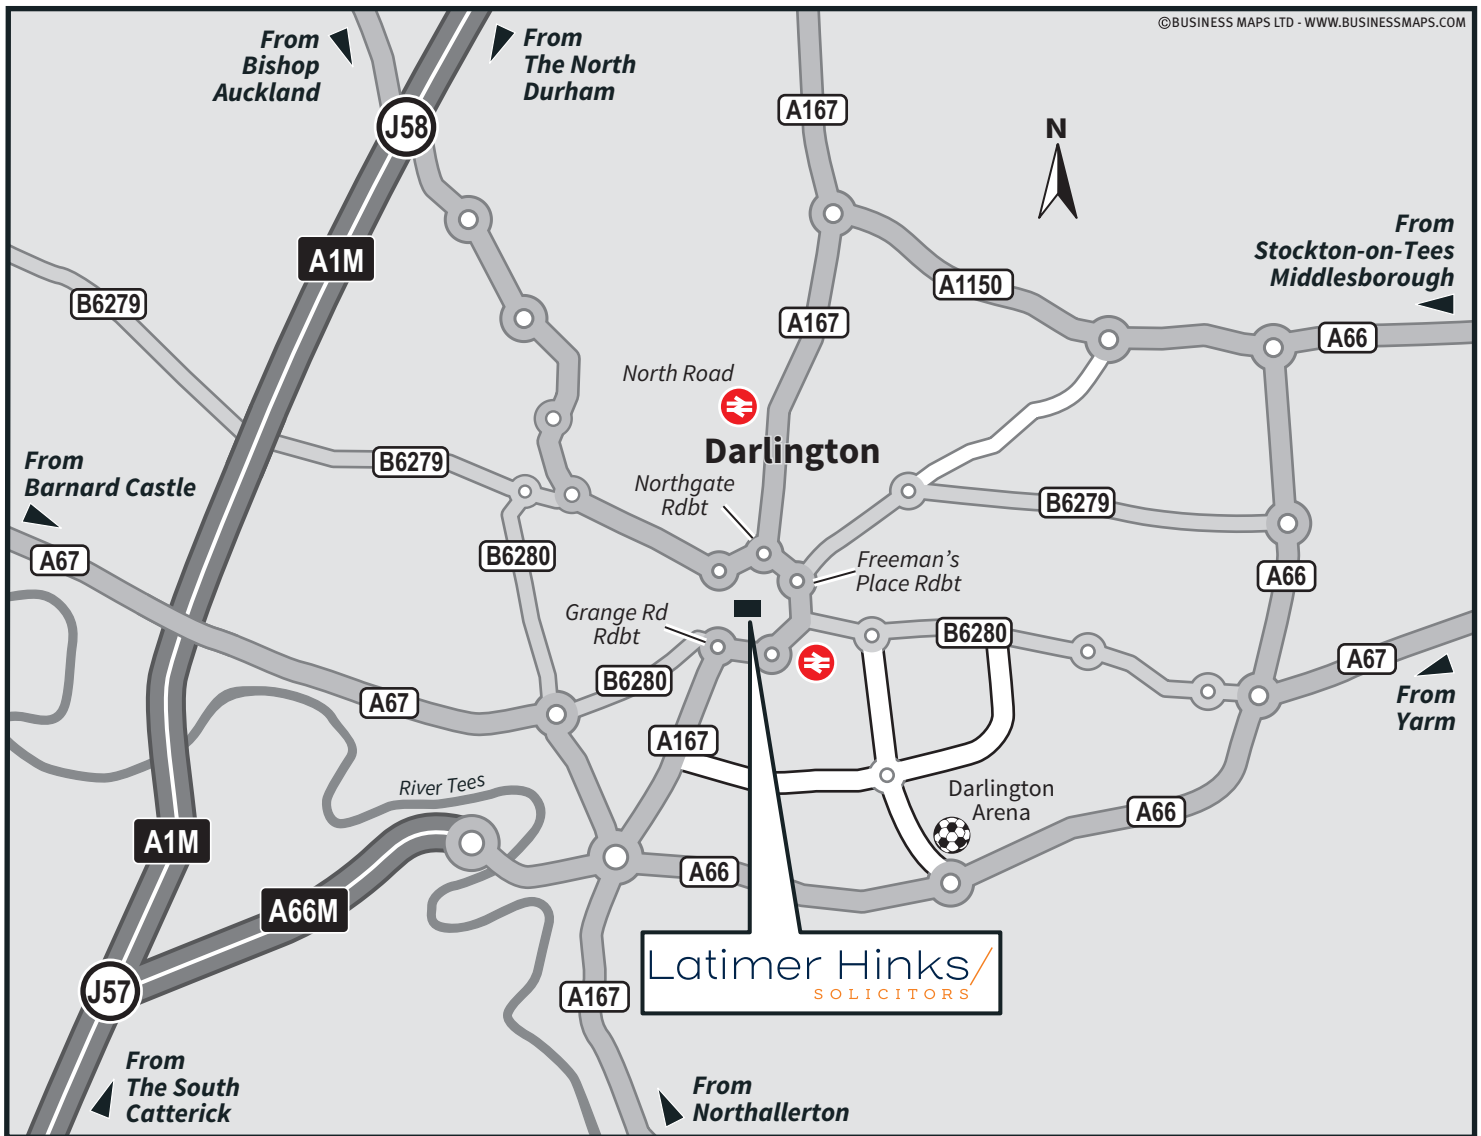 ©BUSINESS MAPS LTD - WWW.BUSINESSMAPS.COM
From
Bishop
Auckland
From
The North
Durham
J58
A167
N
From
Stockton-on-Tees
Middlesborough
A1M
B6279
A1150
A167
A66
North Road
Darlington
From
Barnard Castle
B6279
Northgate
Rdbt
B6279
A67
B6280
Freeman's
Place Rdbt
A66
Grange Rd
Rdbt
B6280
B6280
A67
From
Yarm
A67
A167
River Tees
Darlington
Arena
A66
A1M
A66
A66M
Latimer Hinks/
SOLICITORS
J57
A167
From
The South
Catterick
From
Northallerton